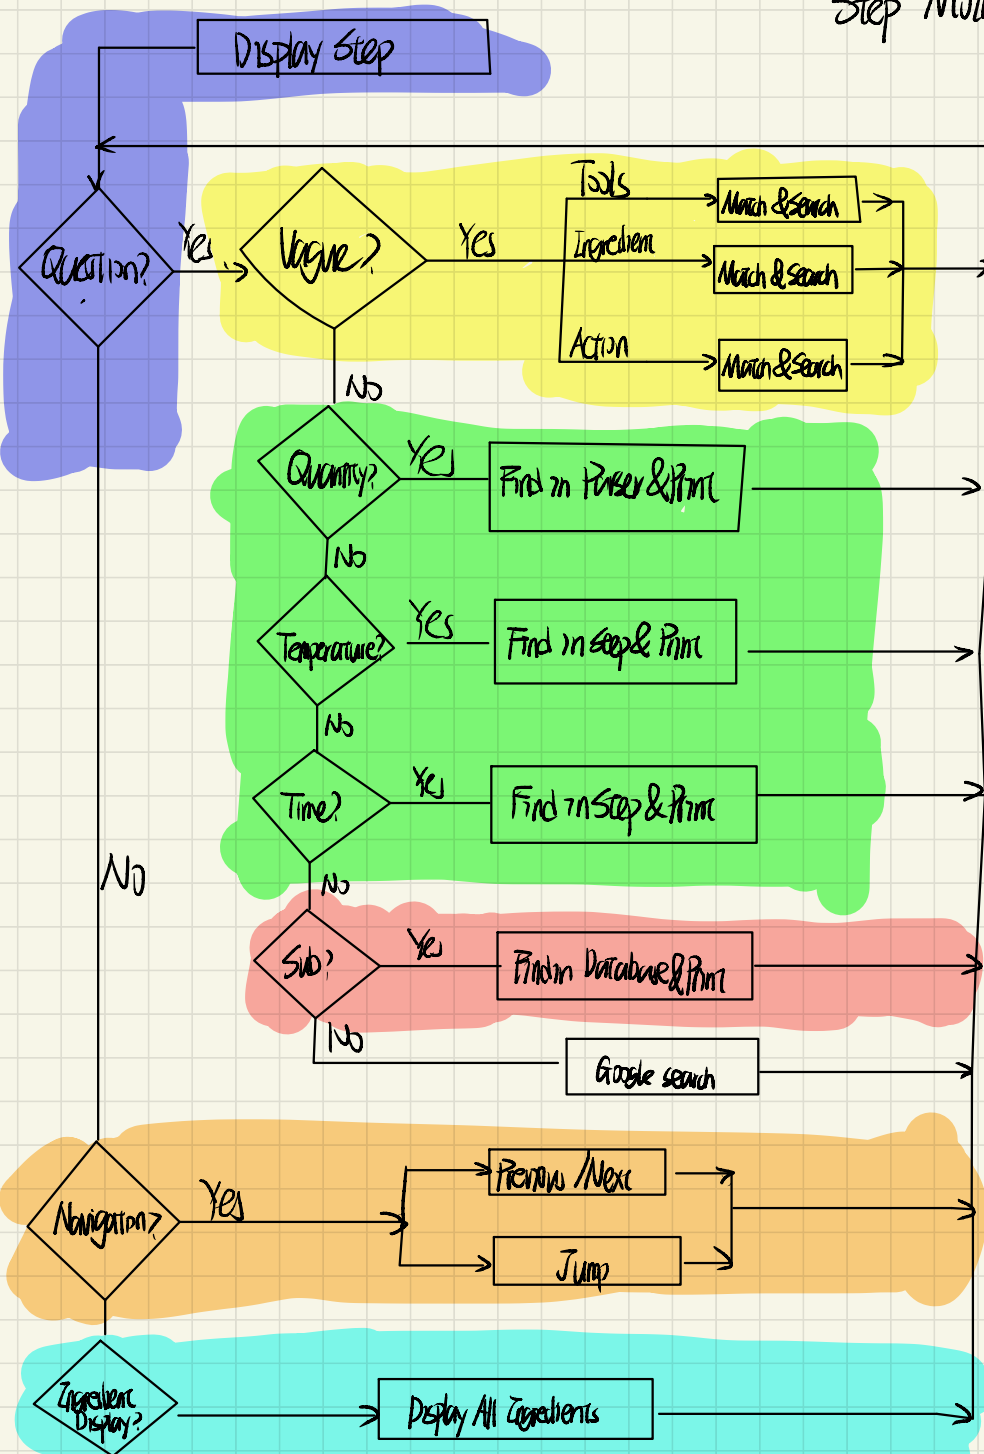 Step
Display Step
Question?
Yes
Vague?
Yes
Tools
Match & Search
Ingredient
Match & Search
Action
Match & Search
No
Quantity?
Yes
Find in Parser & Print
No
Temperature?
Yes
Find in Step & Print
No
Time?
Yes
Find in Step & Print
No
No
Sub?
Yes
Find in Database & Print
No
Google search
Navigation?
Yes
Previous / Next
Jump
Ingredient
Display?
Display All Ingredients